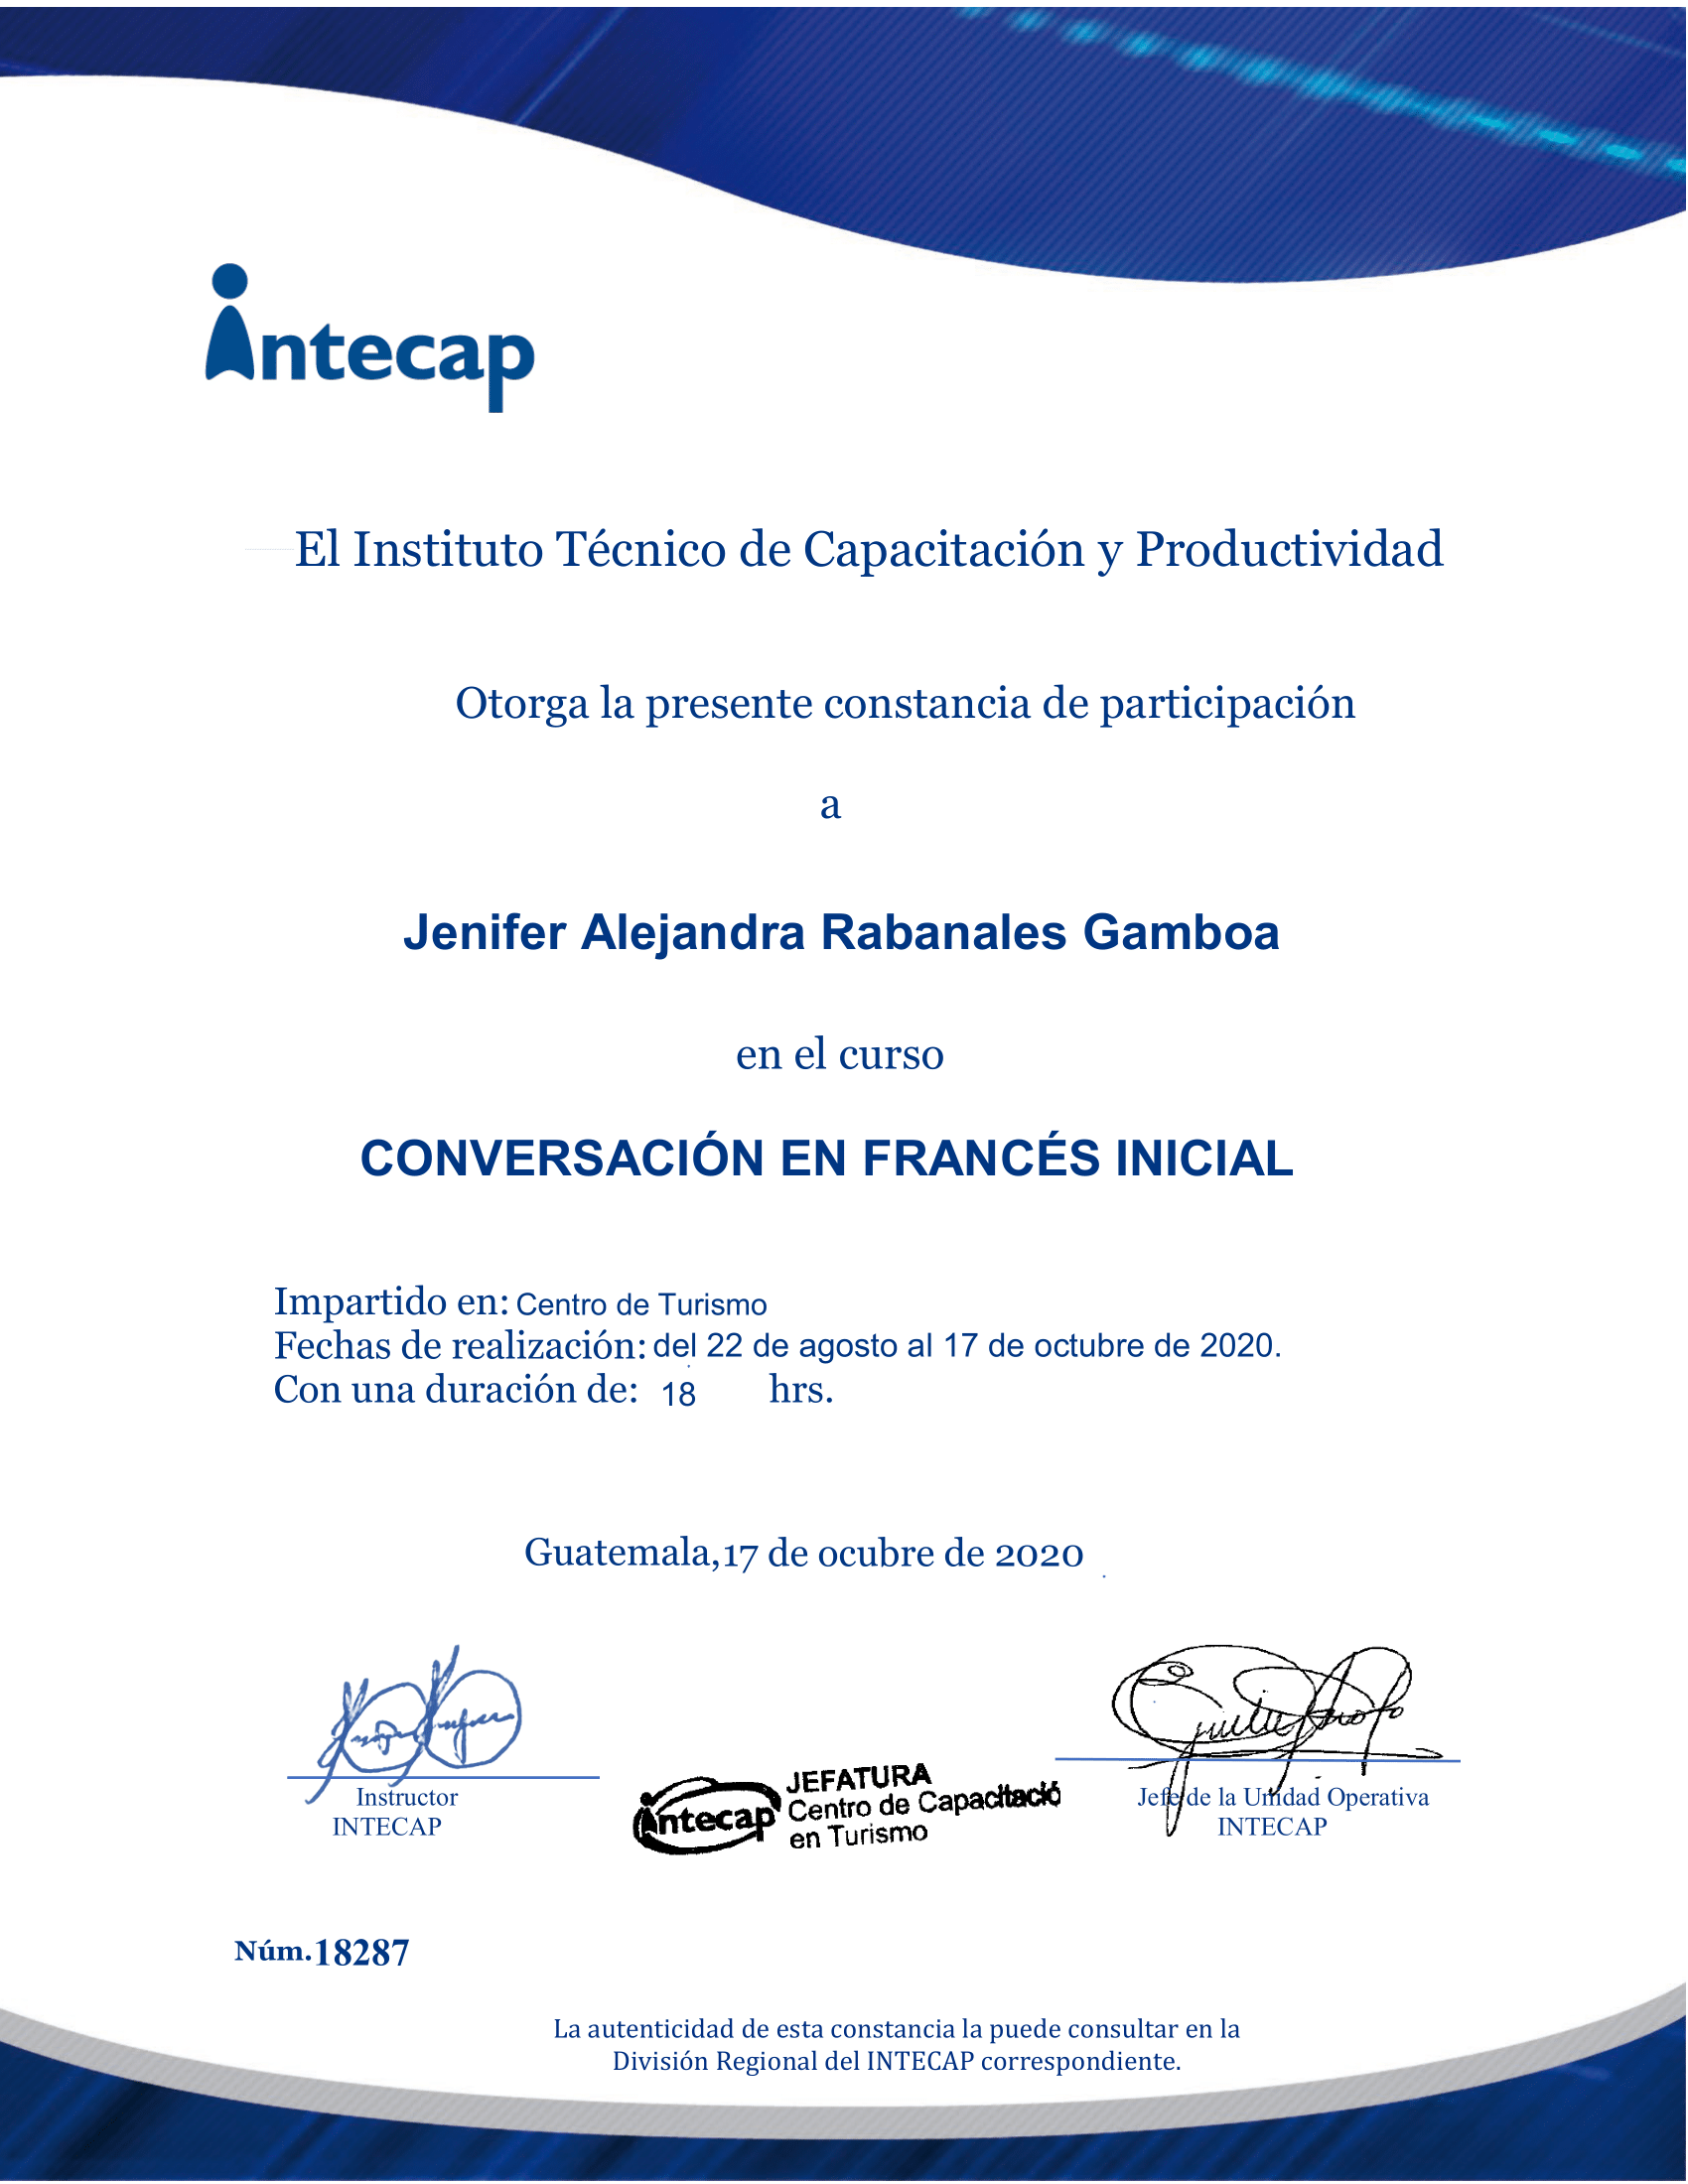 intecap
El Instituto Técnico de Capacitación y Productividad
Otorga la presente constancia de participación
a
Jenifer Alejandra Rabanales Gamboa
en el curso
CONVERSACIÓN EN FRANCÉS INICIAL
Impartido en: Centro de Turismo
Fechas de realización: del 22 de agosto al 17 de octubre de 2020.
Con una duración de: 18 hrs.
Guatemala, 17 de ocubre de 2020
Instructor
INTECAP
intecap
JEFATURA
Centro de Capacitació
en Turismo
Jefe de la Unidad Operativa
INTECAP
Núm. 18287
La autenticidad de esta constancia la puede consultar en la
División Regional del INTECAP correspondiente.